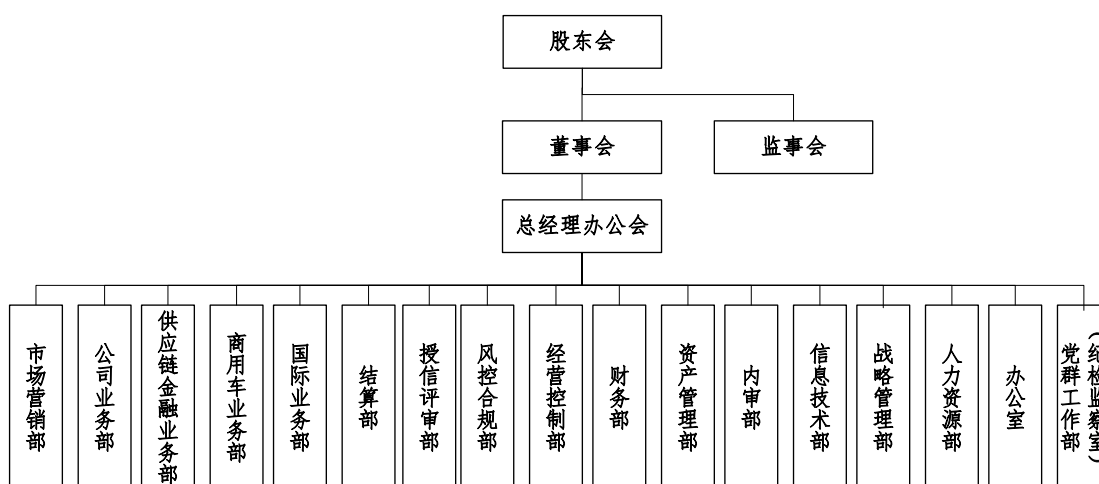 股东会
董事会
监事会
总经理办公会
市场营销部
公司业务部
供应链金融业务部
商用车业务部
国际业务部
结算部
授信评审部
风控合规部
经营控制部
财务部
资产管理部
内审部
信息技术部
战略管理部
人力资源部
办公室
党群工作部
（纪检监察室）